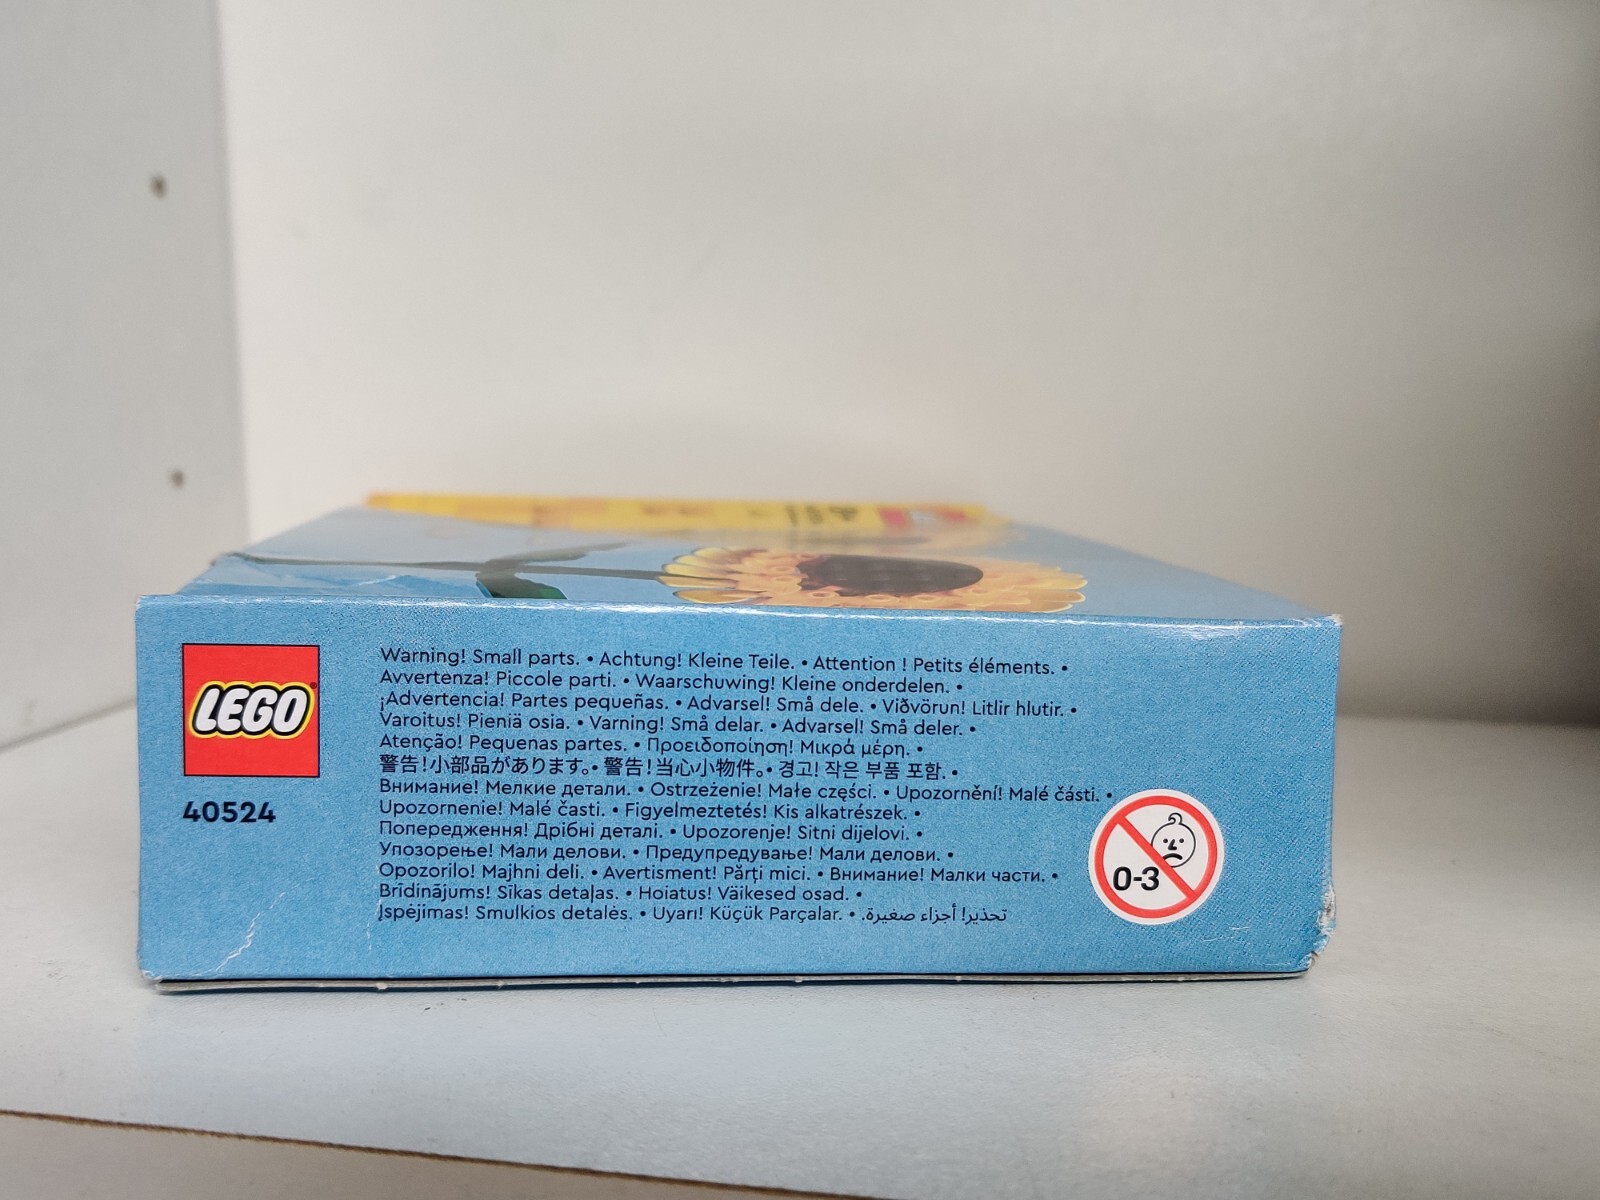 LEGO
40524
Warning! Small parts. • Achtung! Kleine Teile. • Attention ! Petits éléments. •
Avvertenza! Piccole parti. • Waarschuwing! Kleine onderdelen. •
¡Advertencia! Partes pequeñas. • Advarsel! Små dele. • Viðvörun! Litlir hlutir. •
Varoitus! Pieniä osia. • Varning! Små delar. • Advarsel! Små deler. •
Atenção! Pequenas partes. • Προειδοποίηση! Μικρά μέρη. •
警告！小部品があります。• 警告！当心小物件。• 경고! 작은 부품 포함. •
Внимание! Мелкие детали. • Ostrzeżenie! Małe części. • Upozornění! Malé části. •
Upozornenie! Malé časti. • Figyelmeztetés! Kis alkatrészek. •
Попередження! Дрібні деталі. • Upozorenje! Sitni dijelovi. •
Упозорење! Мали делови. • Предупредување! Мали делови. •
Opozorilo! Majhni deli. • Avertisment! Părți mici. • Внимание! Малки части. •
Brīdinājums! Sīkas detaļas. • Hoiatus! Väikesed osad. •
Įspėjimas! Smulkios detalės. • Uyarı! Küçük Parçalar. • تحذير! أجزاء صغيرة.
0-3